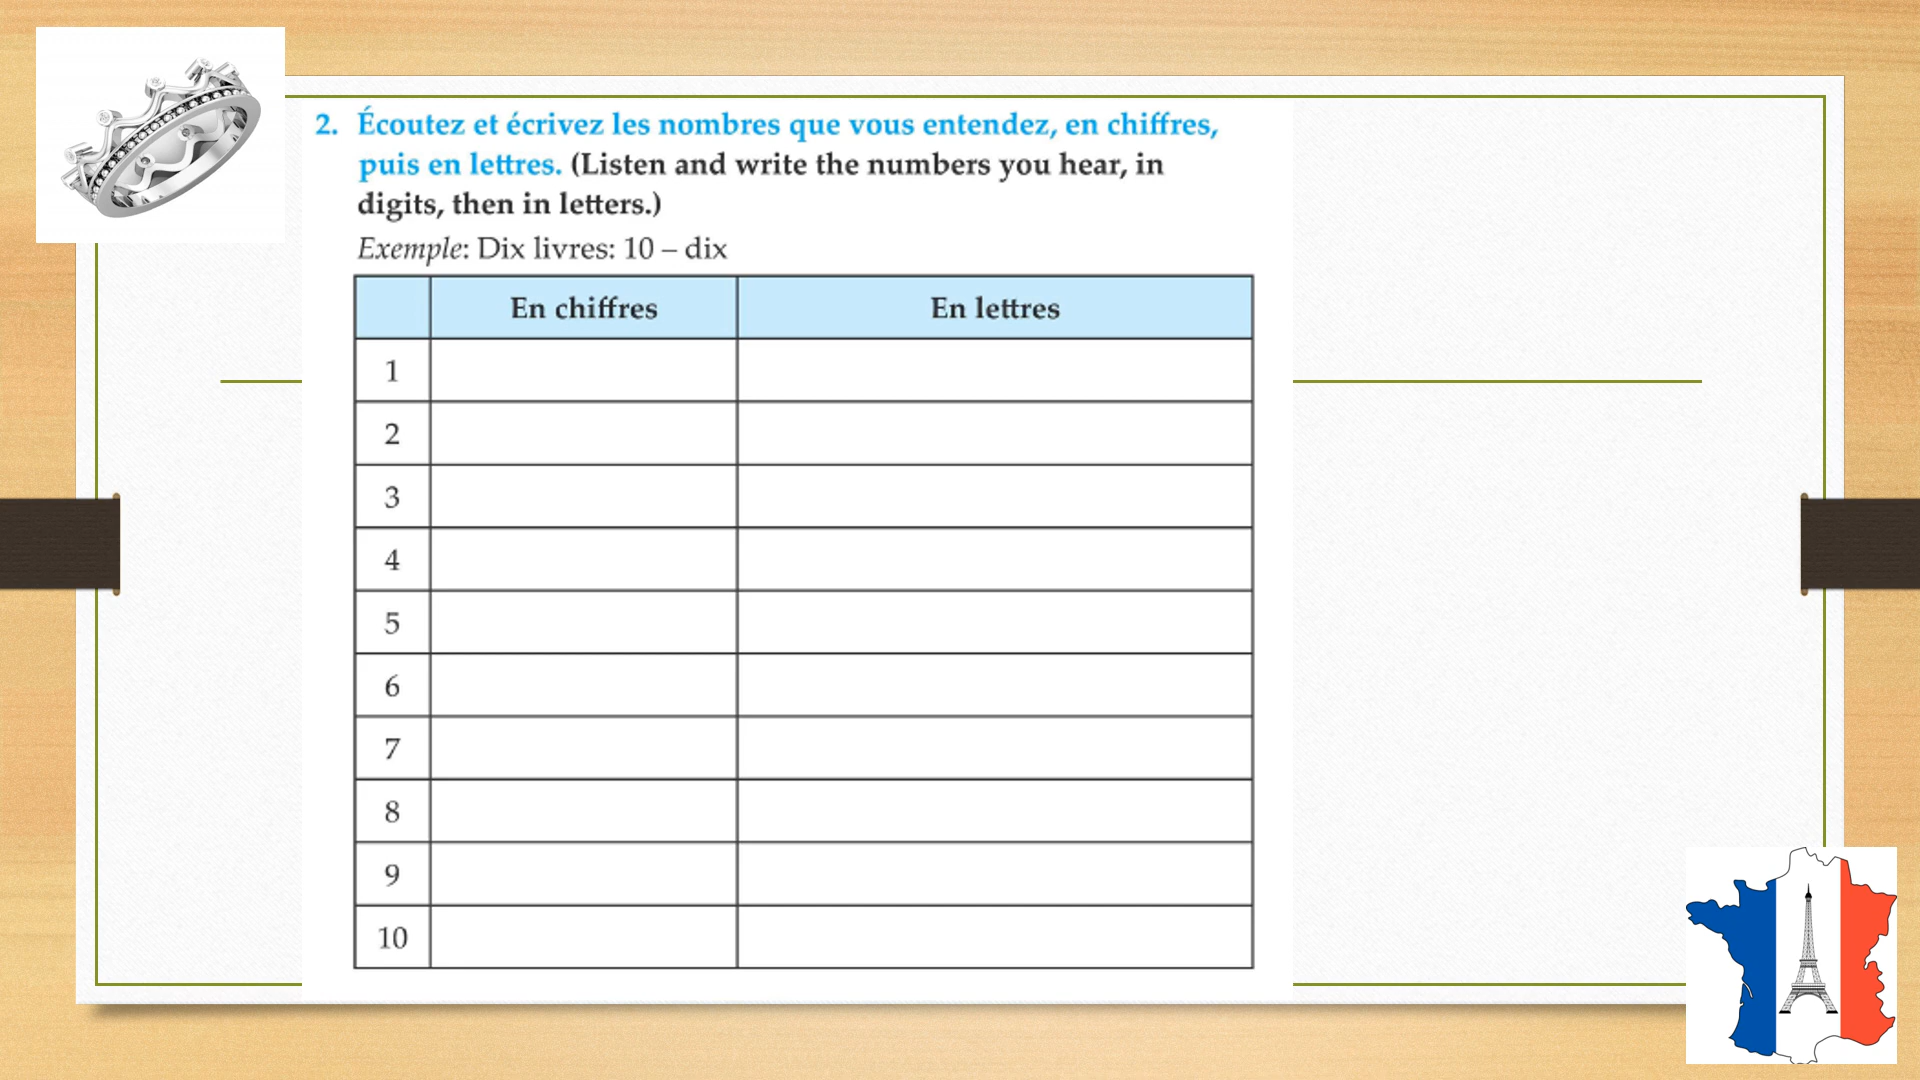 2. Écoutez et écrivez les nombres que vous entendez, en chiffres,
puis en lettres. (Listen and write the numbers you hear, in
digits, then in letters.)
Exemple: Dix livres: 10 – dix
En chiffres En lettres
1
2
3
4
5
6
7
8
9
10